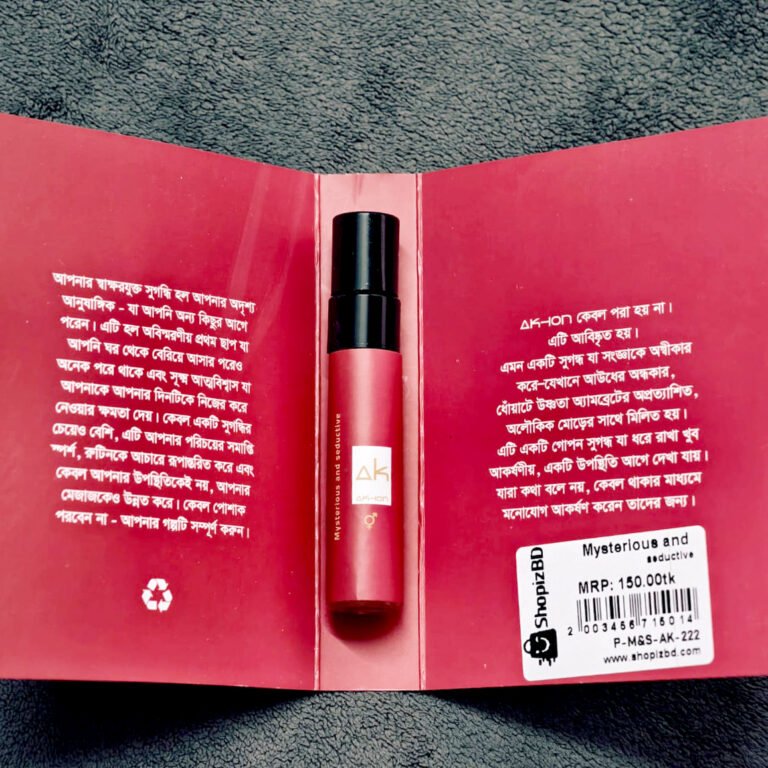 আপনার স্বাক্ষরযুক্ত সুগন্ধি হল আপনার অদৃশ্য
আনুষাঙ্গিক - যা আপনি অন্য কিছুর আগে
পরেন। এটি হল অবিস্মরণীয় প্রথম ছাপ যা
আপনি ঘর থেকে বেরিয়ে আসার পরেও
অনেক পরে থাকে এবং সূক্ষ্ম আত্মবিশ্বাস যা
আপনাকে আপনার দিনটিকে নিজের করে
নেওয়ার ক্ষমতা দেয়। কেবল একটি সুগন্ধির
চেয়েও বেশি, এটি আপনার পরিচয়ের সমাপ্তি
স্পর্শ, রুটিনকে আচারে রূপান্তরিত করে এবং
কেবল আপনার উপস্থিতিকেই নয়, আপনার
মেজাজকেও উন্নত করে। কেবল পোশাক
পরবেন না - আপনার গল্পটি সম্পূর্ণ করুন।
Mysterious and seductive
AK
AK-ION
AK-ION কেবল পরা হয় না।
এটি আবিষ্কৃত হয়।
এমন একটি সুগন্ধ যা সংজ্ঞাকে অস্বীকার
করে-যেখানে আউধের অন্ধকার,
ধোঁয়াটে উষ্ণতা অ্যামব্রেটের অপ্রত্যাশিত,
অলৌকিক মোড়ের সাথে মিলিত হয়।
এটি একটি গোপন সুগন্ধ যা ধরে রাখা খুব
আকর্ষণীয়, একটি উপস্থিতি আগে দেখা যায়।
যারা কথা বলে নয়, কেবল থাকার মাধ্যমে
মনোযোগ আকর্ষণ করেন তাদের জন্য।
ShopizBD
Mysterious and
seductive
MRP: 150.00tk
2 003466 715014
P-M&S-AK-222
www.shopizbd.com